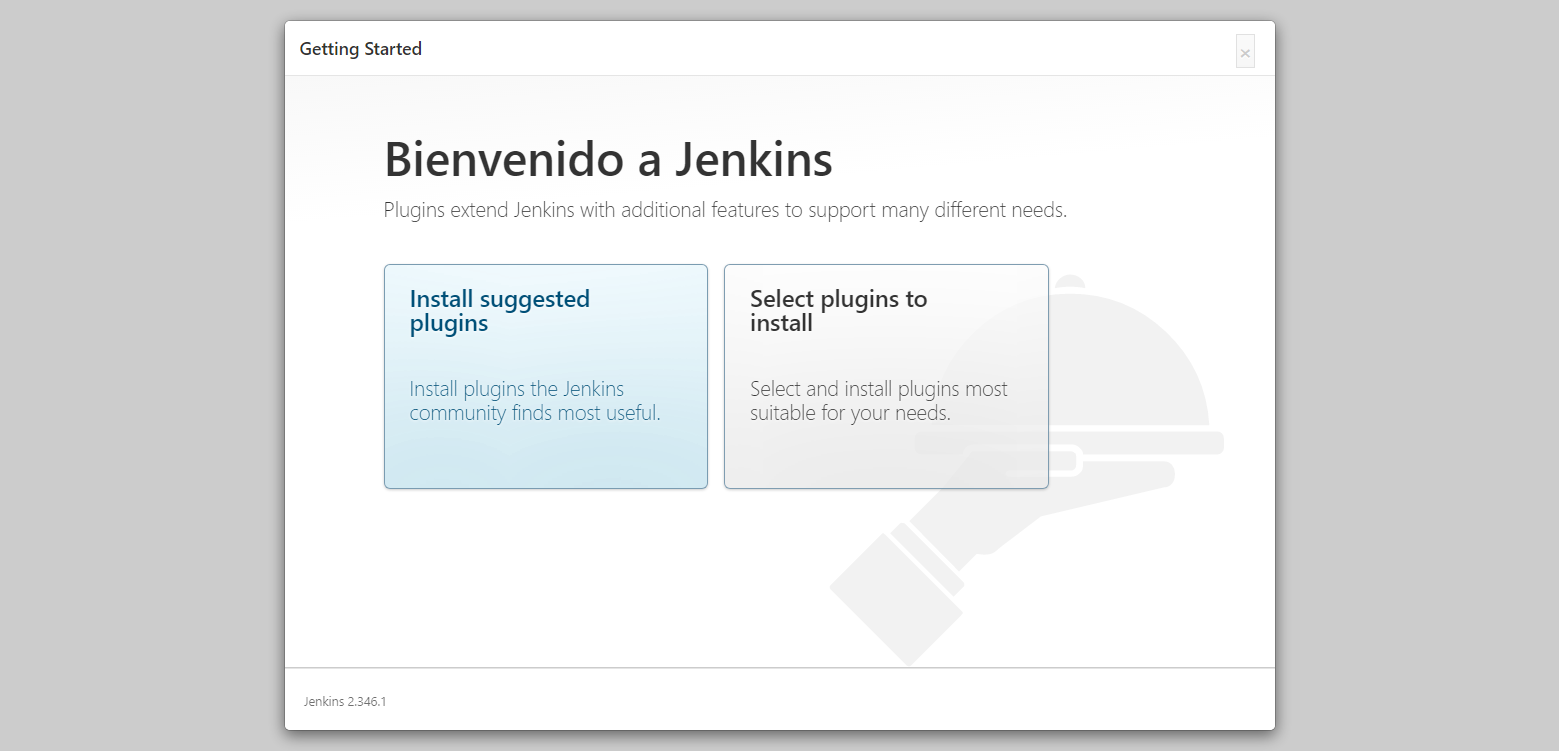 Getting Started
×
Bienvenido a Jenkins
Plugins extend Jenkins with additional features to support many different needs.
Install suggested
plugins
Install plugins the Jenkins
community finds most useful.
Select plugins to
install
Select and install plugins most
suitable for your needs.
Jenkins 2.346.1